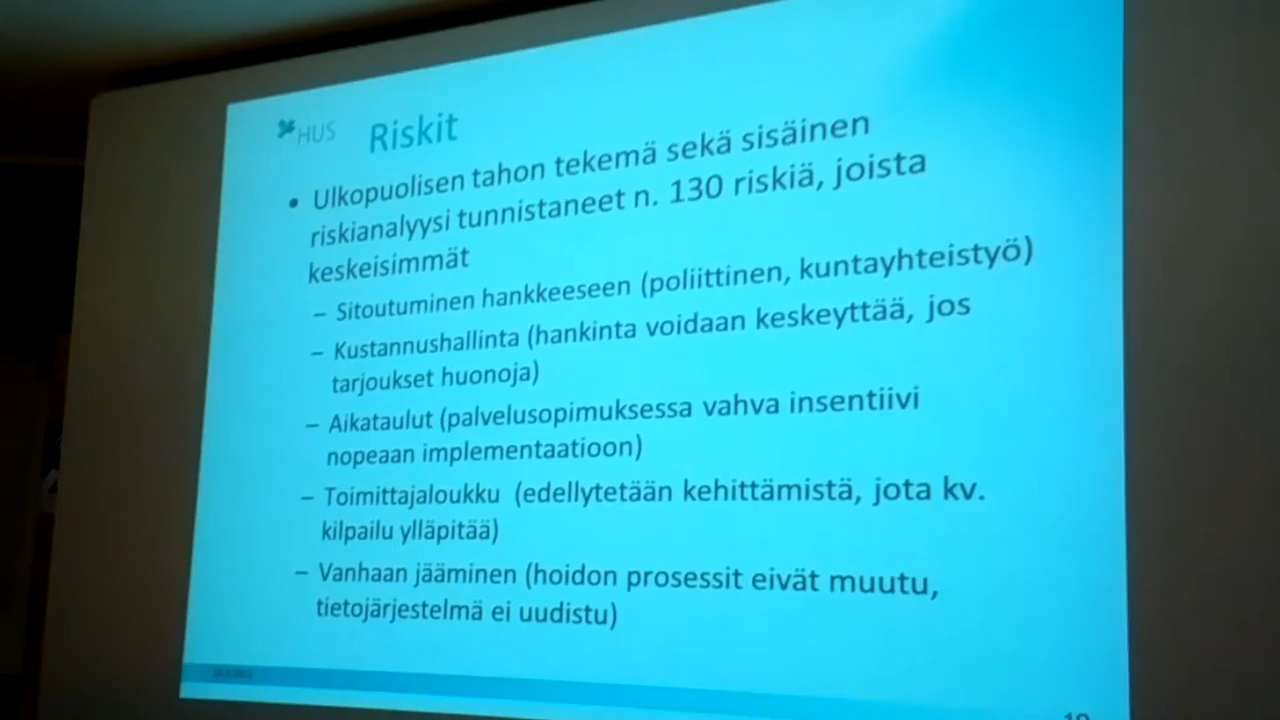 HUS Riskit
• Ulkopuolisen tahon tekemä sekä sisäinen
riskianalyysi tunnistaneet n. 130 riskiä, joista
keskeisimmät
– Sitoutuminen hankkeeseen (poliittinen, kuntayhteistyö)
– Kustannushallinta (hankinta voidaan keskeyttää, jos
tarjoukset huonoja)
– Aikataulut (palvelusopimuksessa vahva insentiivi
nopeaan implementaatioon)
– Toimittajaloukku (edellytetään kehittämistä, jota kv.
kilpailu ylläpitää)
– Vanhaan jääminen (hoidon prosessit eivät muutu,
tietojärjestelmä ei uudistu)